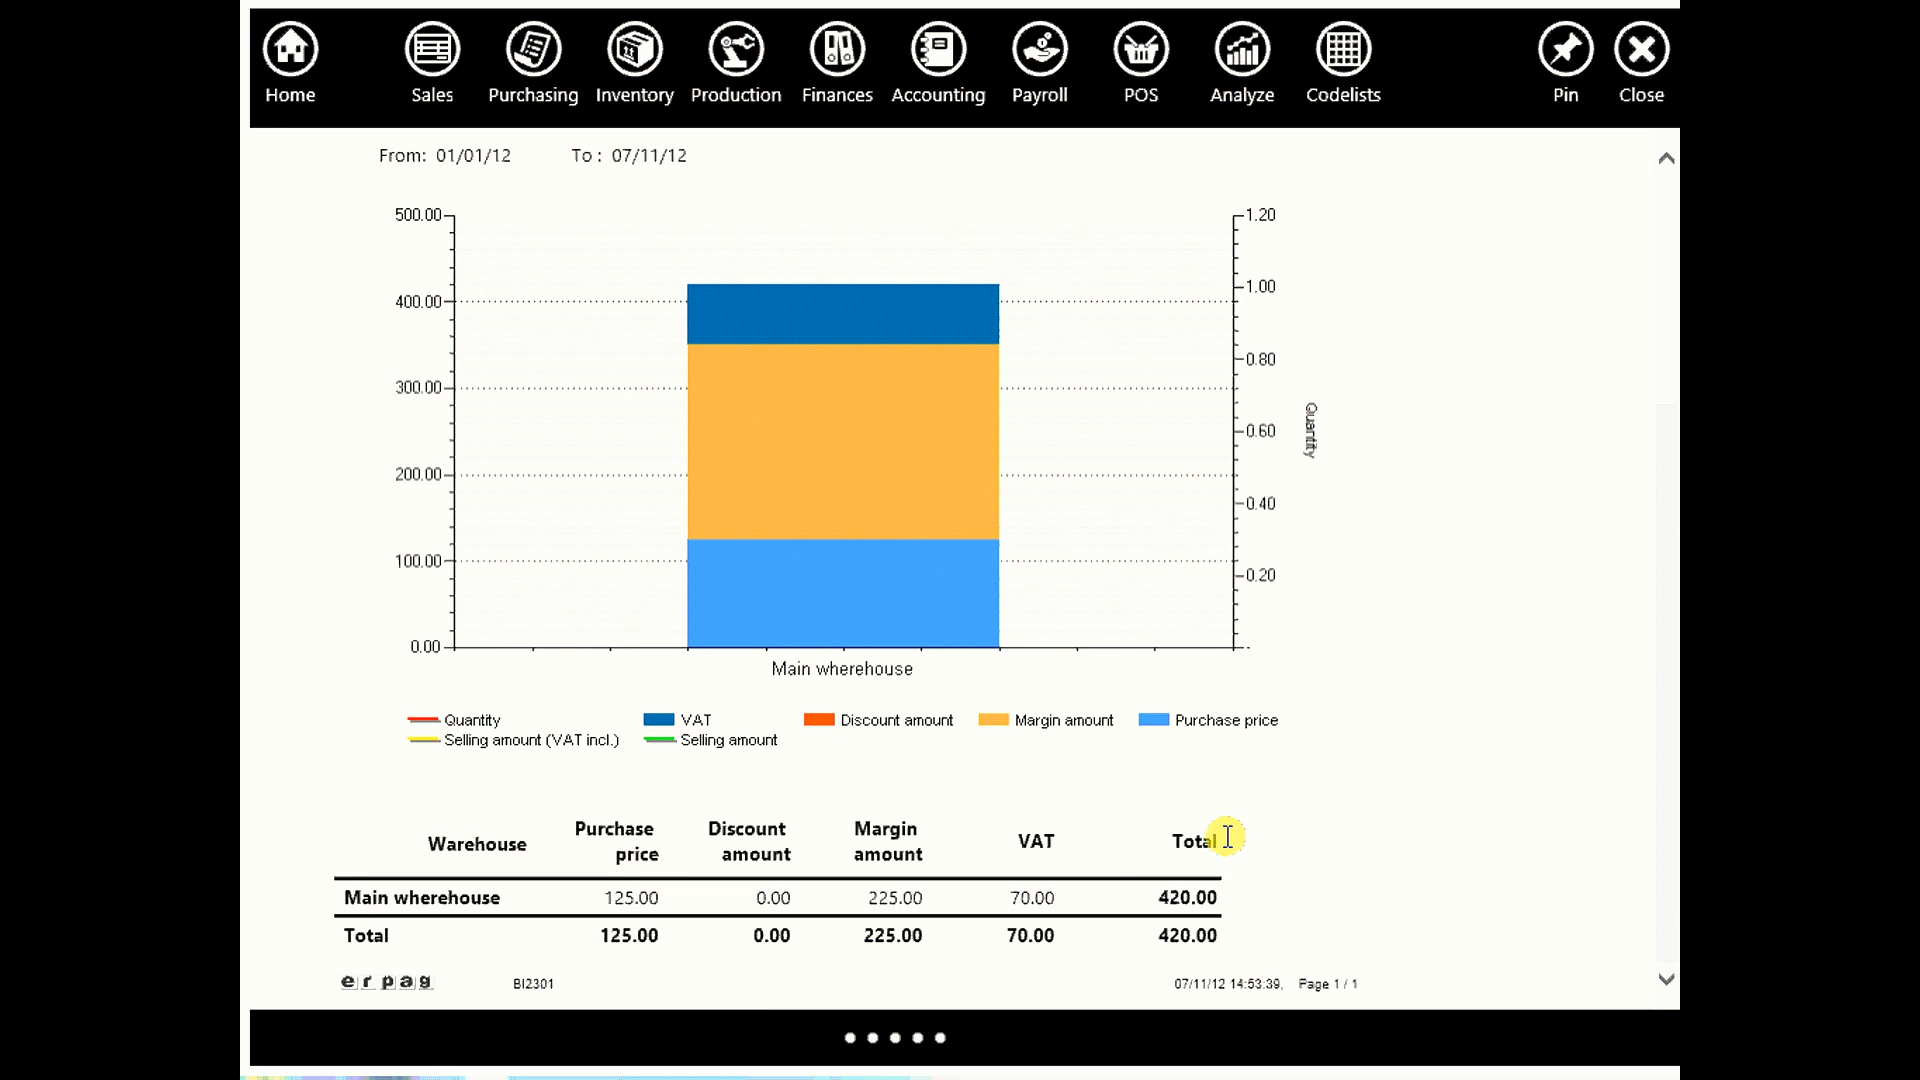 Home Sales Purchasing Inventory Production Finances Accounting Payroll POS Analyze Codelists Pin Close
From: 01/01/12 To : 07/11/12
500.00 1.20
400.00 1.00
300.00 0.80
200.00 0.60
100.00 0.40
0.00 0.20
Quantity
Main wherehouse
Quantity VAT Discount amount Margin amount Purchase price
Selling amount (VAT incl.) Selling amount
Warehouse Purchase price Discount amount Margin amount VAT Total
Main wherehouse 125.00 0.00 225.00 70.00 420.00
Total 125.00 0.00 225.00 70.00 420.00
erpag BI2301 07/11/12 14:53:39, Page 1 / 1